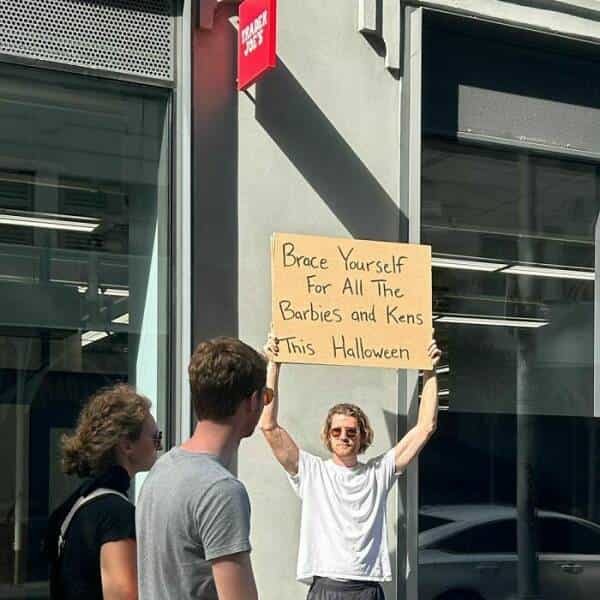 TRADER
JOE'S
Brace Yourself
For All The
Barbies and Kens
This Halloween